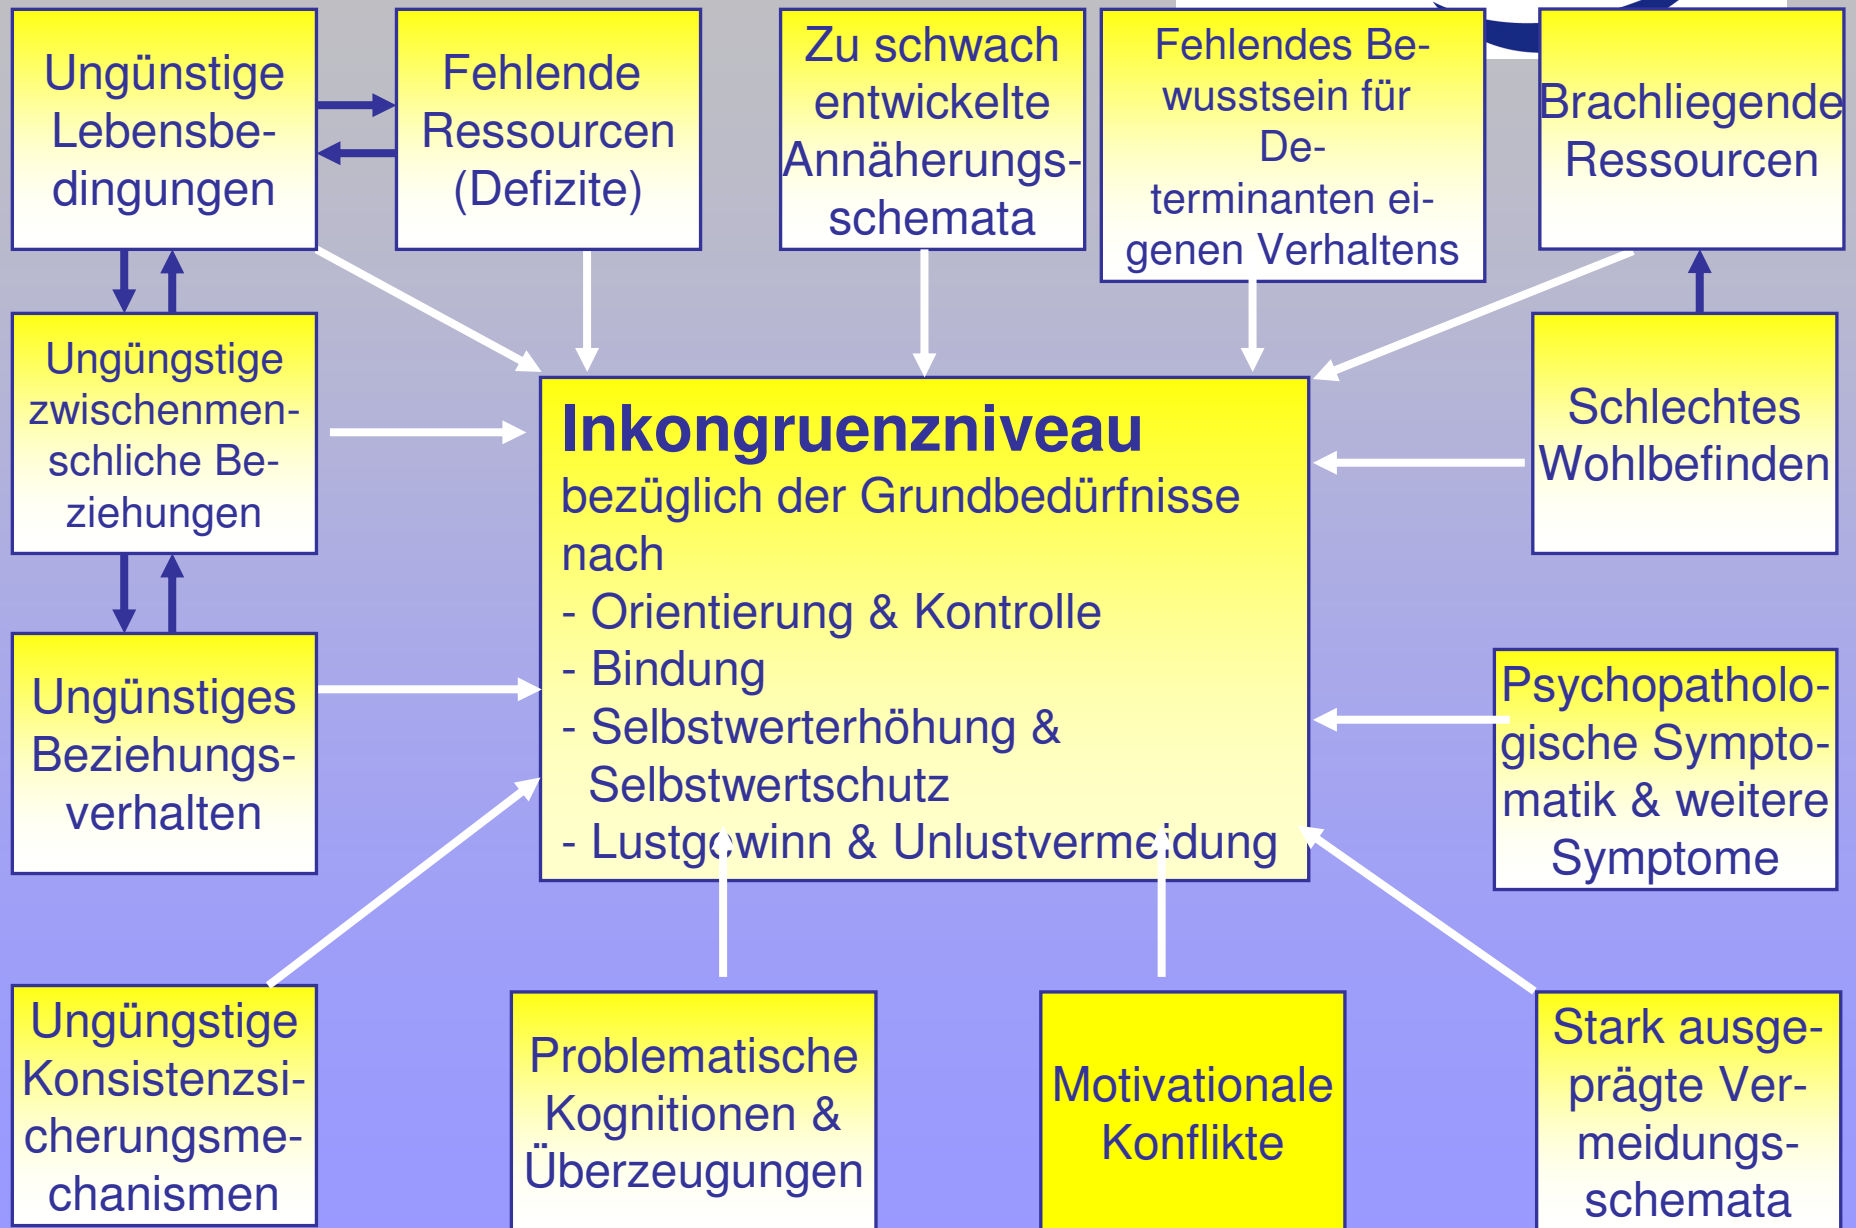 Ungünstige
Lebensbe-
dingungen
Fehlende
Ressourcen
(Defizite)
Zu schwach
entwickelte
Annäherungs-
schemata
Fehlendes Be-
wusstsein für
De-
terminanten ei-
genen Verhaltens
Brachliegende
Ressourcen
Ungüngstige
zwischenmen-
schliche Be-
ziehungen
Inkongruenzniveau
bezüglich der Grundbedürfnisse
nach
- Orientierung & Kontrolle
- Bindung
- Selbstwerterhöhung &
Selbstwertschutz
- Lustgewinn & Unlustvermeidung
Schlechtes
Wohlbefinden
Ungünstiges
Beziehungs-
verhalten
Psychopatholo-
gische Sympto-
matik & weitere
Symptome
Ungüngstige
Konsistenzsi-
cherungsme-
chanismen
Problematische
Kognitionen &
Überzeugungen
Motivationale
Konflikte
Stark ausge-
prägte Ver-
meidungs-
schemata